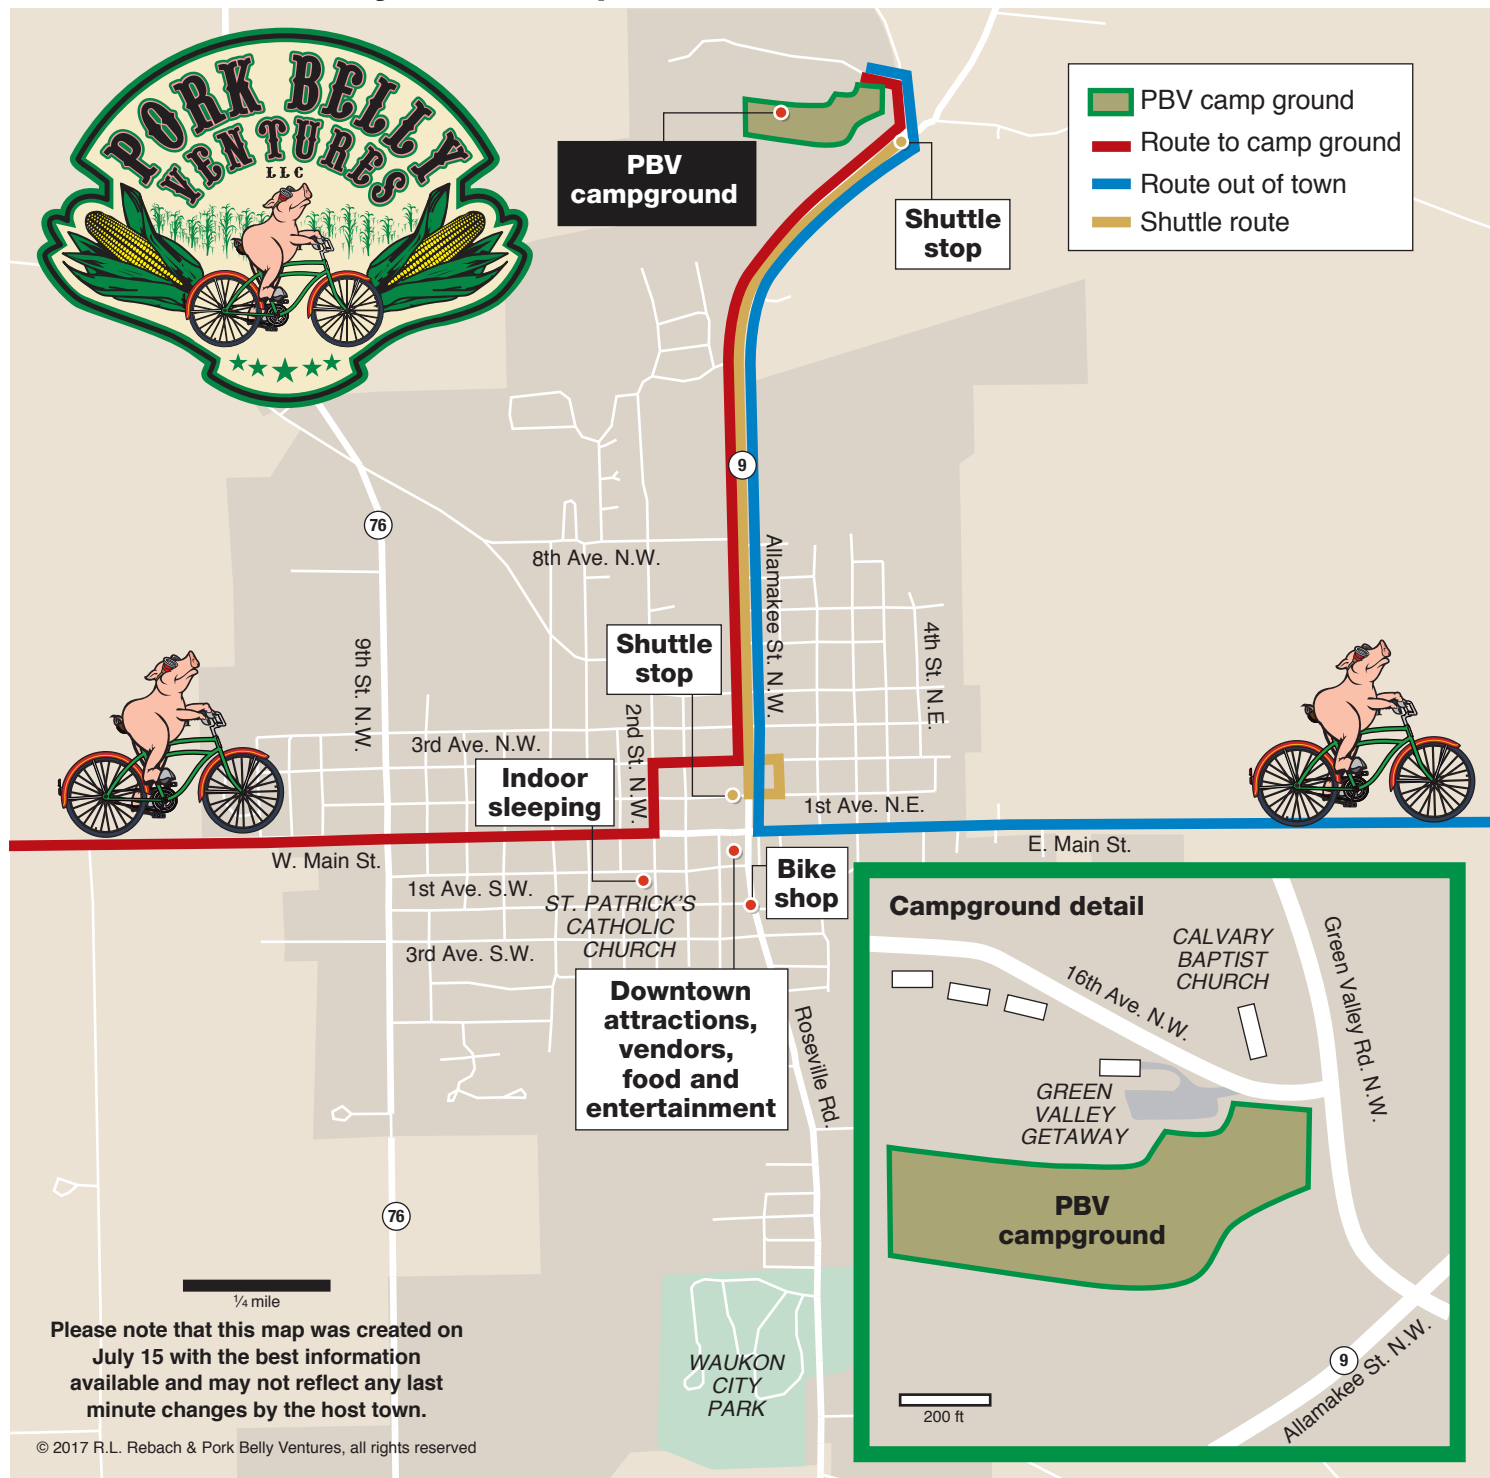 PORK BELLY
VENTURES
LLC
PBV camp ground
Route to camp ground
Route out of town
Shuttle route
PBV
campground
Shuttle
stop
9
76
8th Ave. N.W.
Allamakee St. N.W.
9th St. N.W.
Shuttle
stop
4th St. N.E.
2nd St. N.W.
3rd Ave. N.W.
Indoor
sleeping
1st Ave. N.E.
W. Main St.
E. Main St.
Bike
shop
1st Ave. S.W.
ST. PATRICK'S
CATHOLIC
CHURCH
3rd Ave. S.W.
Downtown
attractions,
vendors,
food and
entertainment
Roseville Rd.
76
WAUKON
CITY
PARK
Campground detail
CALVARY
BAPTIST
CHURCH
Green Valley Rd. N.W.
16th Ave. N.W.
GREEN
VALLEY
GETAWAY
PBV
campground
9
Allamakee St. N.W.
200 ft
¼ mile
Please note that this map was created on
July 15 with the best information
available and may not reflect any last
minute changes by the host town.
© 2017 R.L. Rebach & Pork Belly Ventures, all rights reserved